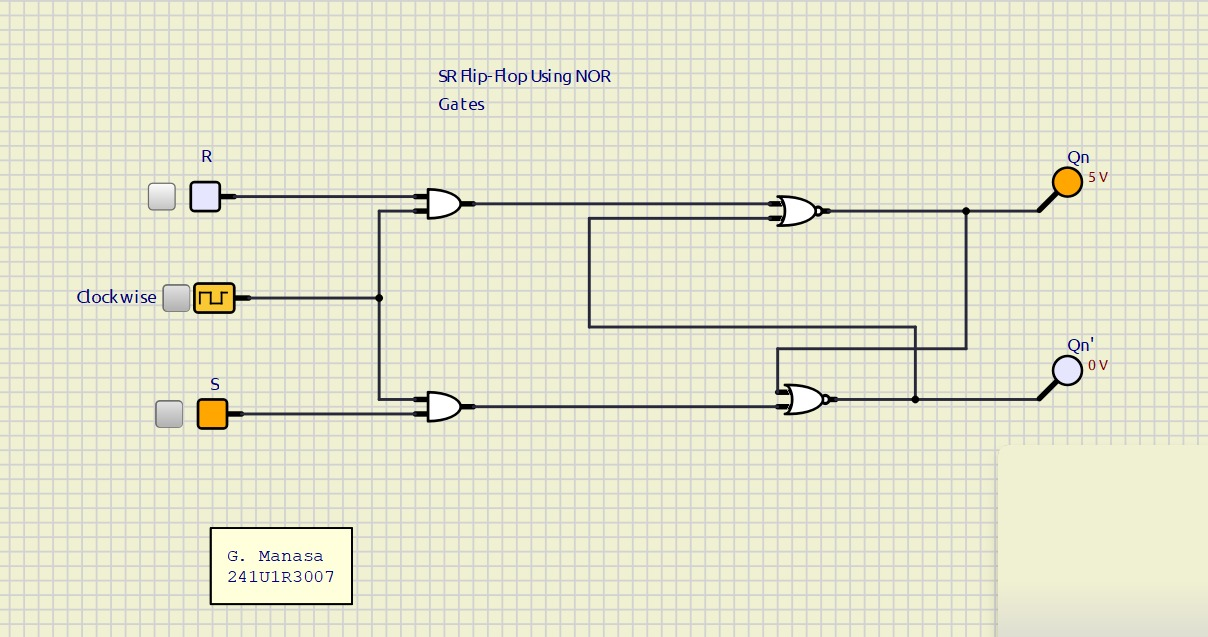 SR Flip-Flop Using NOR
Gates
R
Qn
5 V
Clockwise
Qn'
0 V
S
G. Manasa
241U1R3007